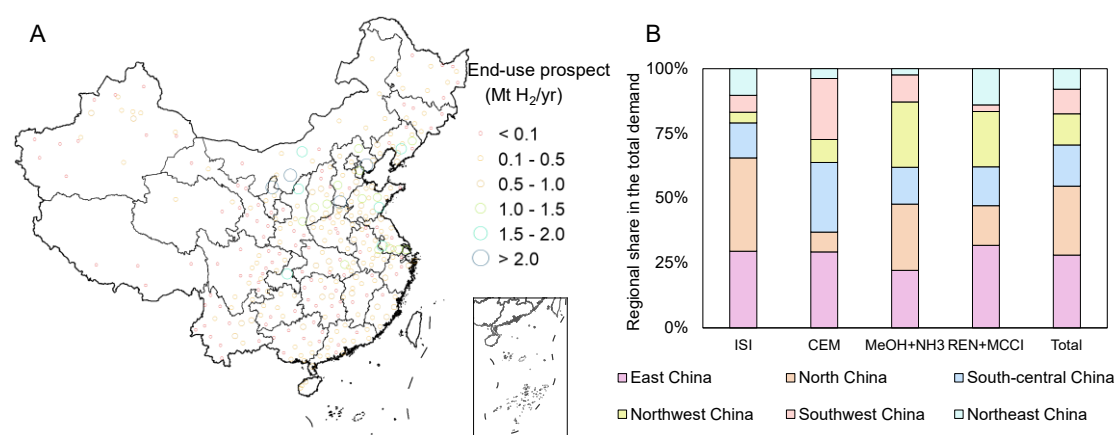 A
End-use prospect
(Mt H₂/yr)
< 0.1
0.1 - 0.5
0.5 - 1.0
1.0 - 1.5
1.5 - 2.0
> 2.0
B
Regional share in the total demand
100%
75%
50%
25%
0%
ISI CEM MeOH+NH3 REN+MCCI Total
East China North China South-central China
Northwest China Southwest China Northeast China